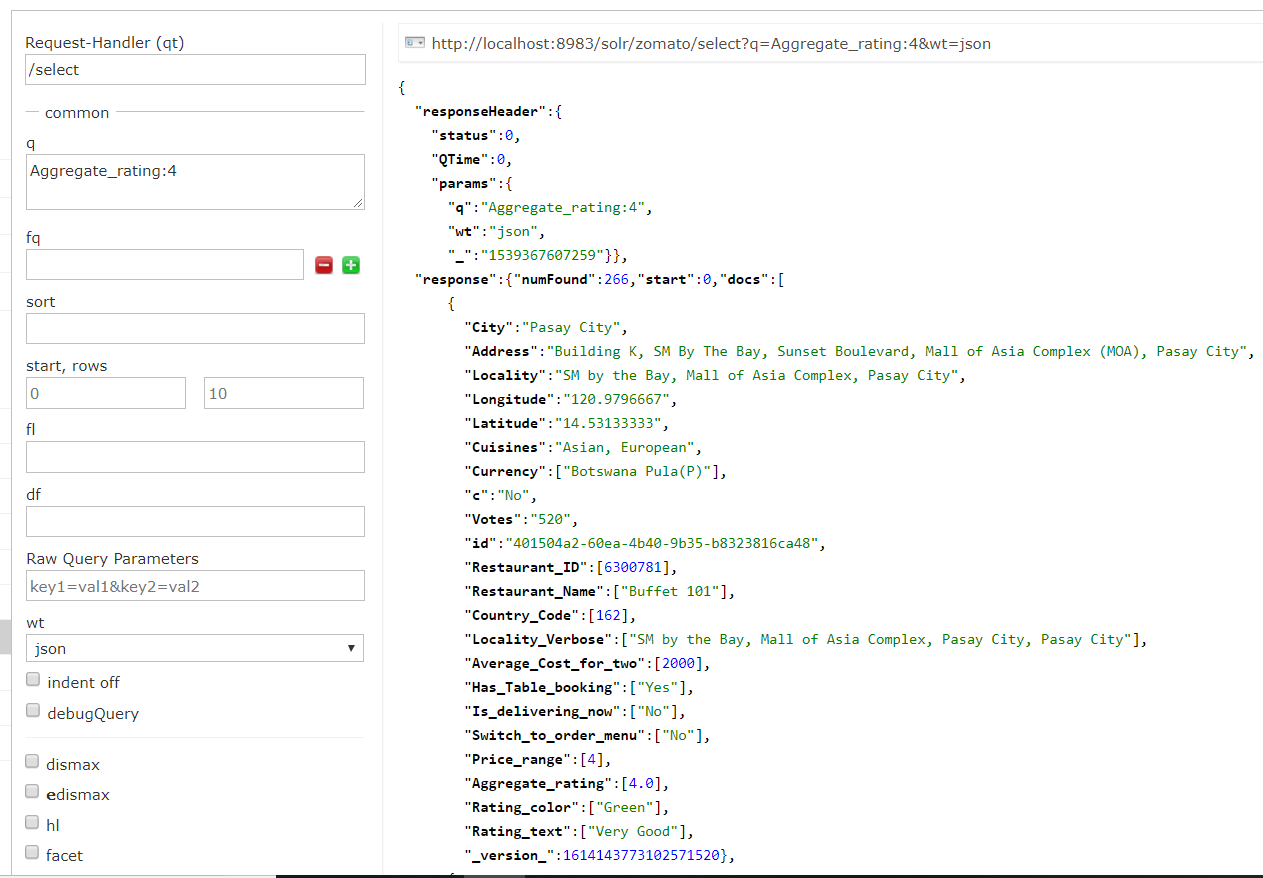 Request-Handler (qt)
/select
common
q
Aggregate_rating:4
fq
sort
start, rows
0
10
fl
df
Raw Query Parameters
key1=val1&key2=val2
wt
json
indent off
debugQuery
dismax
edismax
hl
facet
http://localhost:8983/solr/zomato/select?q=Aggregate_rating:4&wt=json
{
"responseHeader":{
"status":0,
"QTime":0,
"params":{
"q":"Aggregate_rating:4",
"wt":"json",
"_":"1539367607259"}},
"response":{"numFound":266,"start":0,"docs":[
{
"City":"Pasay City",
"Address":"Building K, SM By The Bay, Sunset Boulevard, Mall of Asia Complex (MOA), Pasay City",
"Locality":"SM by the Bay, Mall of Asia Complex, Pasay City",
"Longitude":"120.9796667",
"Latitude":"14.53133333",
"Cuisines":"Asian, European",
"Currency":["Botswana Pula(P)"],
"c":"No",
"Votes":"520",
"id":"401504a2-60ea-4b40-9b35-b8323816ca48",
"Restaurant_ID":[6300781],
"Restaurant_Name":["Buffet 101"],
"Country_Code":[162],
"Locality_Verbose":["SM by the Bay, Mall of Asia Complex, Pasay City, Pasay City"],
"Average_Cost_for_two":[2000],
"Has_Table_booking":["Yes"],
"Is_delivering_now":["No"],
"Switch_to_order_menu":["No"],
"Price_range":[4],
"Aggregate_rating":[4.0],
"Rating_color":["Green"],
"Rating_text":["Very Good"],
"_version_":1614143773102571520},